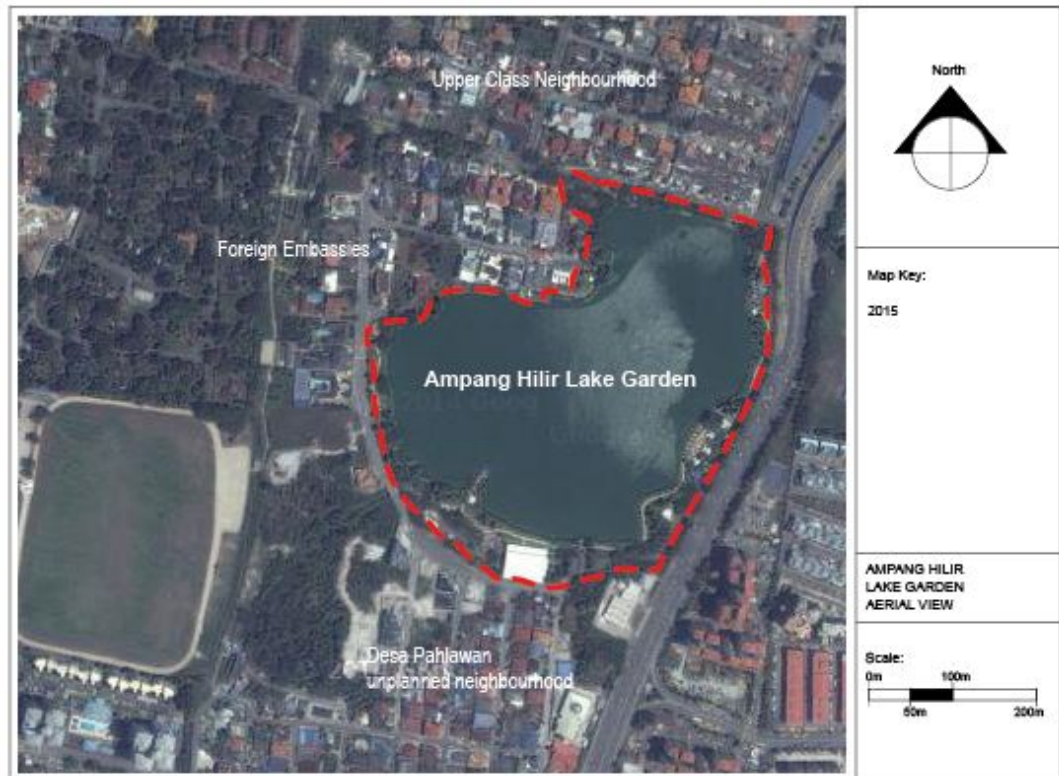 Upper Class Neighbourhood
Foreign Embassies
Ampang Hilir Lake Garden
Desa Pahlawan
unplanned neighbourhood
North
Map Key:
2015
AMPANG HILIR
LAKE GARDEN
AERIAL VIEW
Scale:
0m 100m
50m 200m